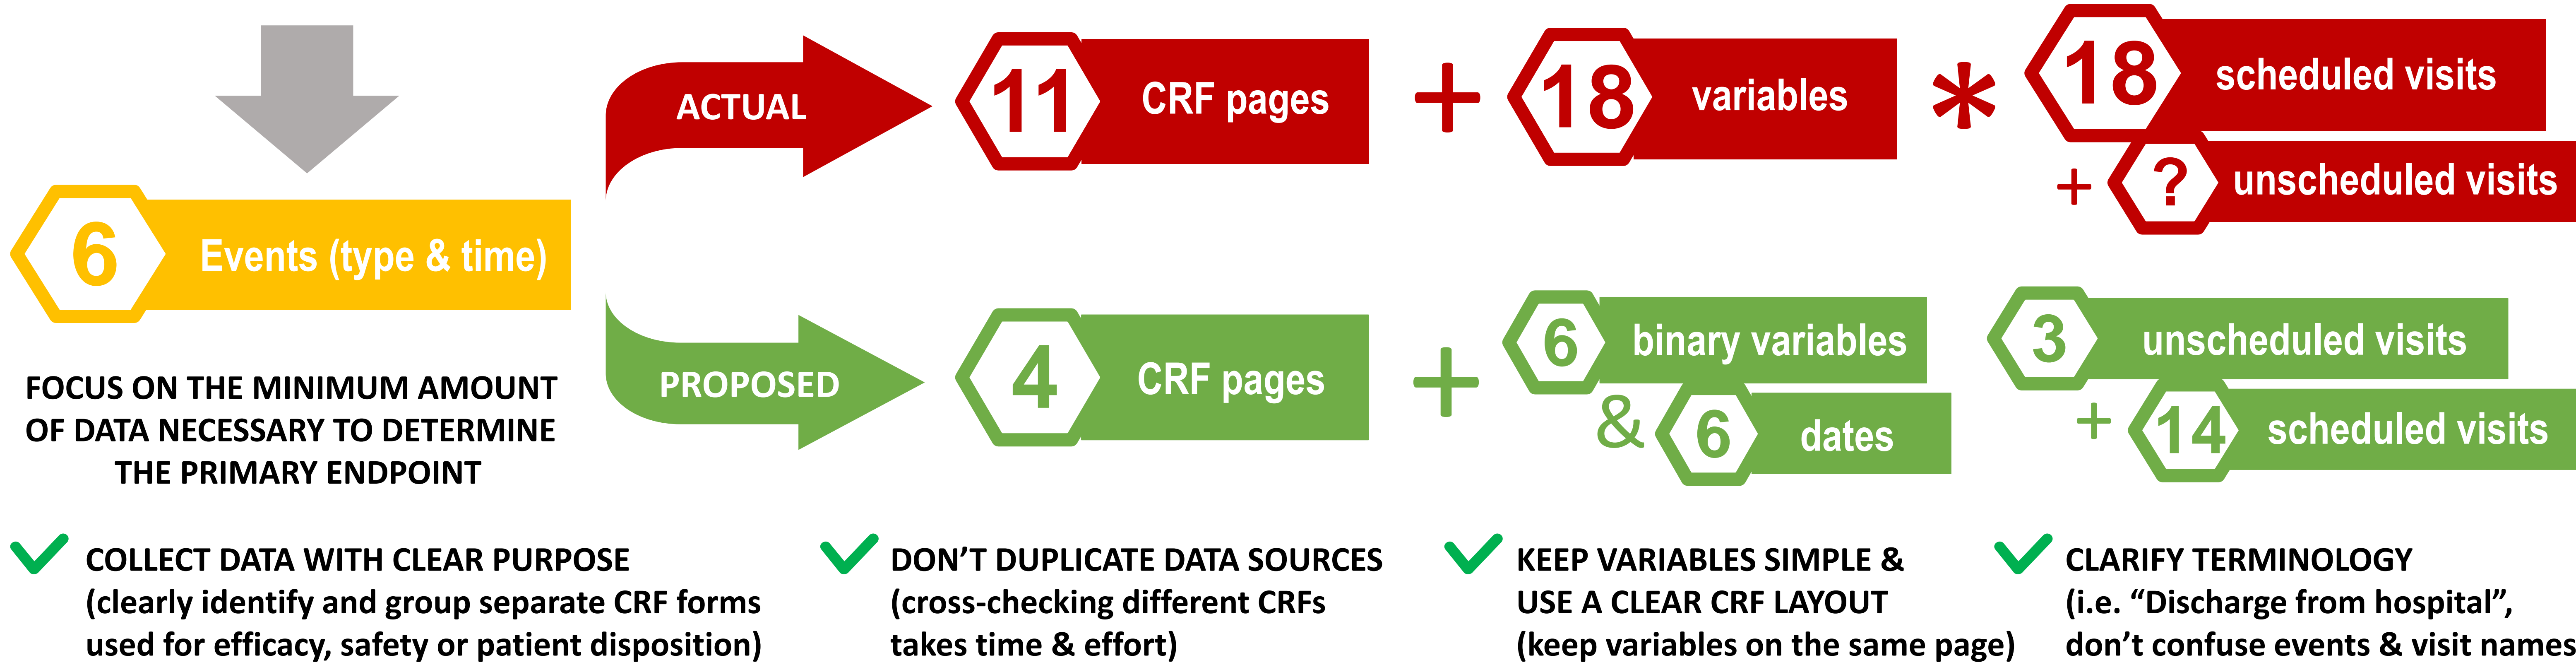 ACTUAL
11 CRF pages
+
18 variables
*
18 scheduled visits
+ ? unscheduled visits
6 Events (type & time)
FOCUS ON THE MINIMUM AMOUNT
OF DATA NECESSARY TO DETERMINE
THE PRIMARY ENDPOINT
PROPOSED
4 CRF pages
+
6 binary variables
& 6 dates
3 unscheduled visits
+ 14 scheduled visits
COLLECT DATA WITH CLEAR PURPOSE
(clearly identify and group separate CRF forms
used for efficacy, safety or patient disposition)
DON’T DUPLICATE DATA SOURCES
(cross-checking different CRFs
takes time & effort)
KEEP VARIABLES SIMPLE &
USE A CLEAR CRF LAYOUT
(keep variables on the same page)
CLARIFY TERMINOLOGY
(i.e. “Discharge from hospital”,
don’t confuse events & visit names